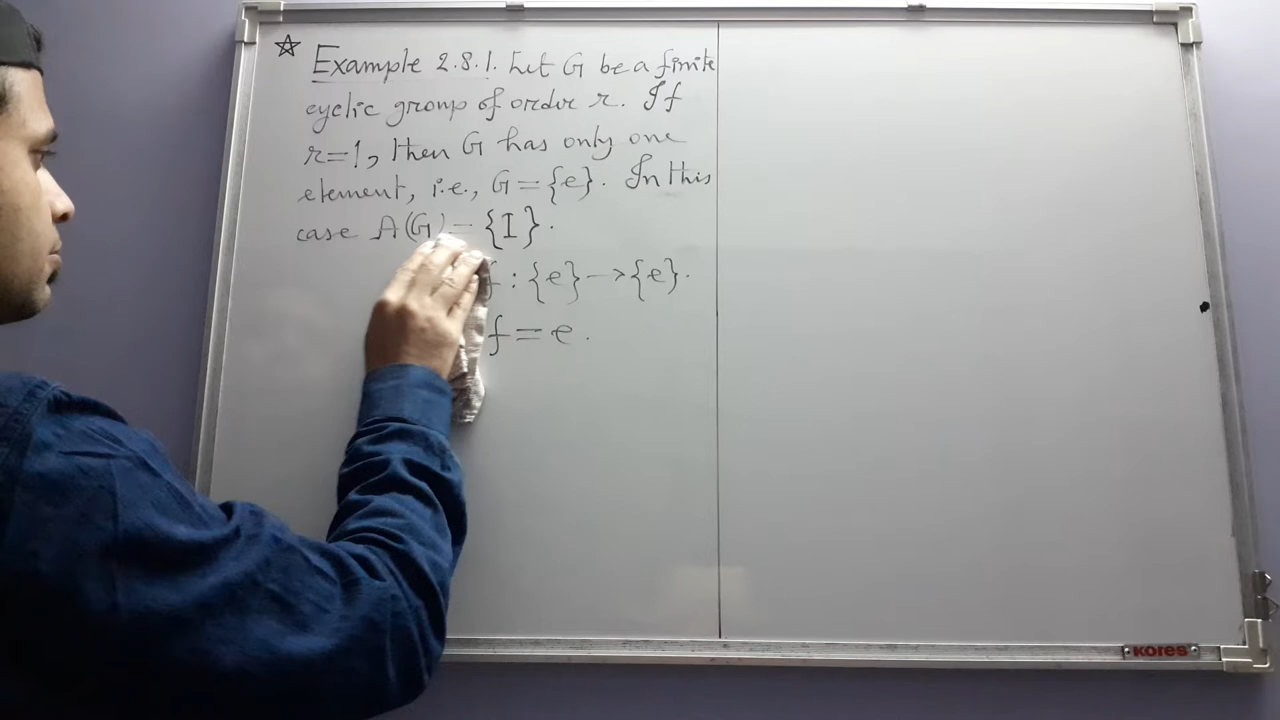 ☆ Example 2.8.1. Let G be a finite
cyclic group of order r. If
r=1, then G has only one
element, i.e., G={e}. In this
case A(G)={I}.
f:{e}→{e}.
f=e.
KORES